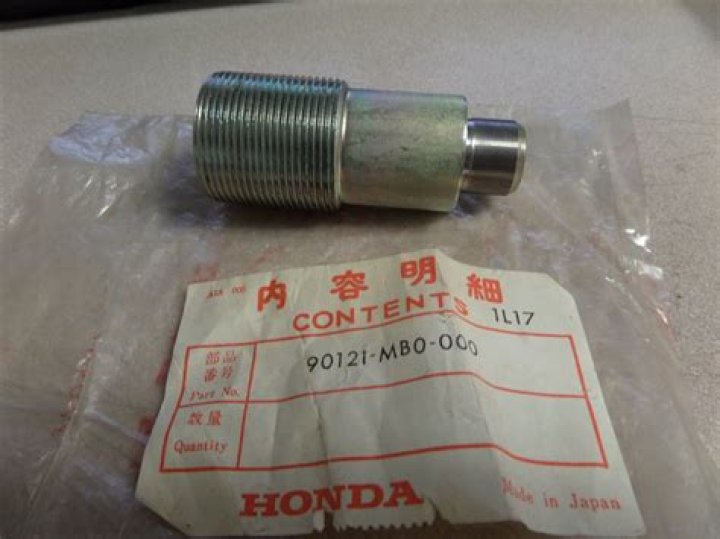 内容明細
CONTENTS 1L17
部品
番号
Part No. 90121-MB0-000
数量
Quantity
HONDA Made in Japan